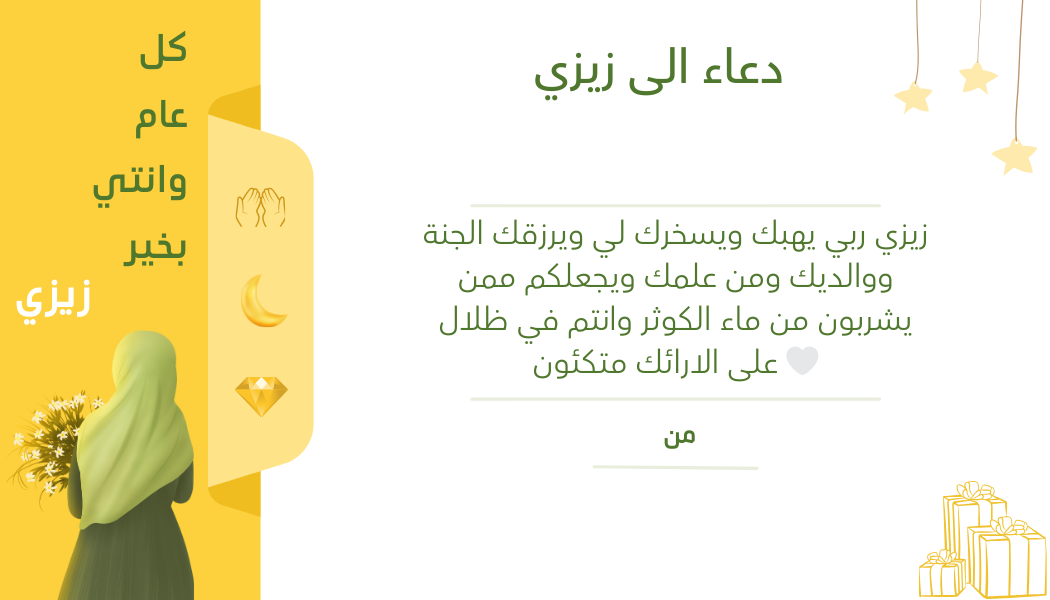 كل
عام
وانتي
بخير
زيزي
دعاء الى زيزي
زيزي ربي يهبك ويسخرك لي ويرزقك الجنة
ووالديك ومن علمك ويجعلكم ممن
يشربون من ماء الكوثر وانتم في ظلال
على الارائك متكئون
من